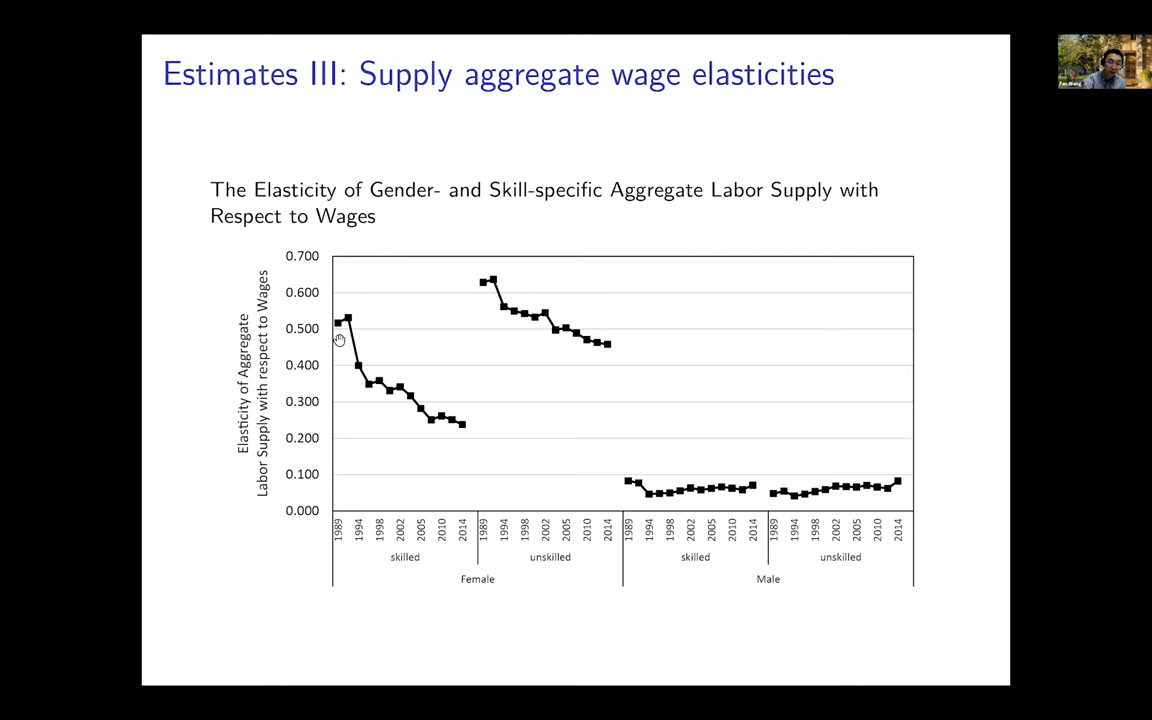 Estimates III: Supply aggregate wage elasticities
Fan Wang
The Elasticity of Gender- and Skill-specific Aggregate Labor Supply with
Respect to Wages
Elasticity of Aggregate
Labor Supply with respect to Wages
0.700
0.600
0.500
0.400
0.300
0.200
0.100
0.000
1989 1994 1998 2002 2005 2010 2014 1989 1994 1998 2002 2005 2010 2014 1989 1994 1998 2002 2005 2010 2014 1989 1994 1998 2002 2005 2010 2014
skilled unskilled skilled unskilled
Female Male